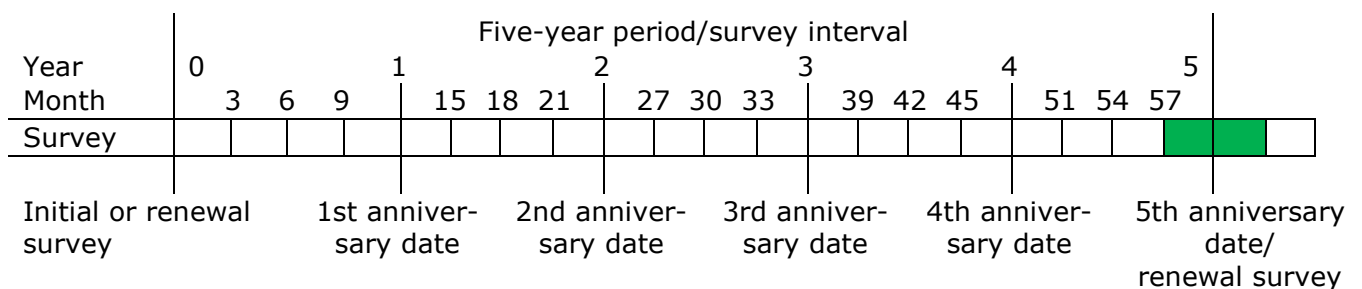 Five-year period/survey interval
Year 0 1 2 3 4 5
Month 3 6 9 15 18 21 27 30 33 39 42 45 51 54 57
Survey
Initial or renewal 1st anniver- 2nd anniver- 3rd anniver- 4th anniver- 5th anniversary
survey sary date sary date sary date sary date date/
renewal survey